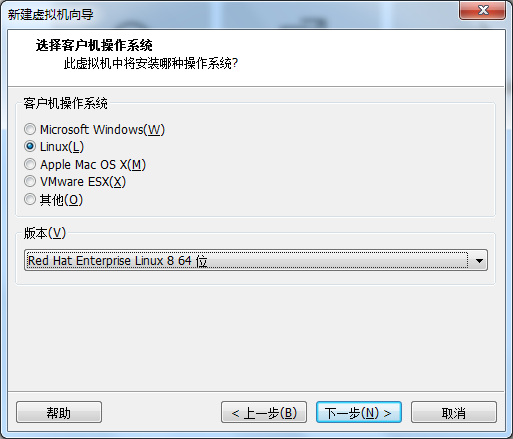 新建虚拟机向导
选择客户机操作系统
此虚拟机中将安装哪种操作系统?
客户机操作系统
Microsoft Windows(W)
Linux(L)
Apple Mac OS X(M)
VMware ESX(X)
其他(O)
版本(V)
Red Hat Enterprise Linux 8 64 位
帮助
< 上一步(B)
下一步(N) >
取消